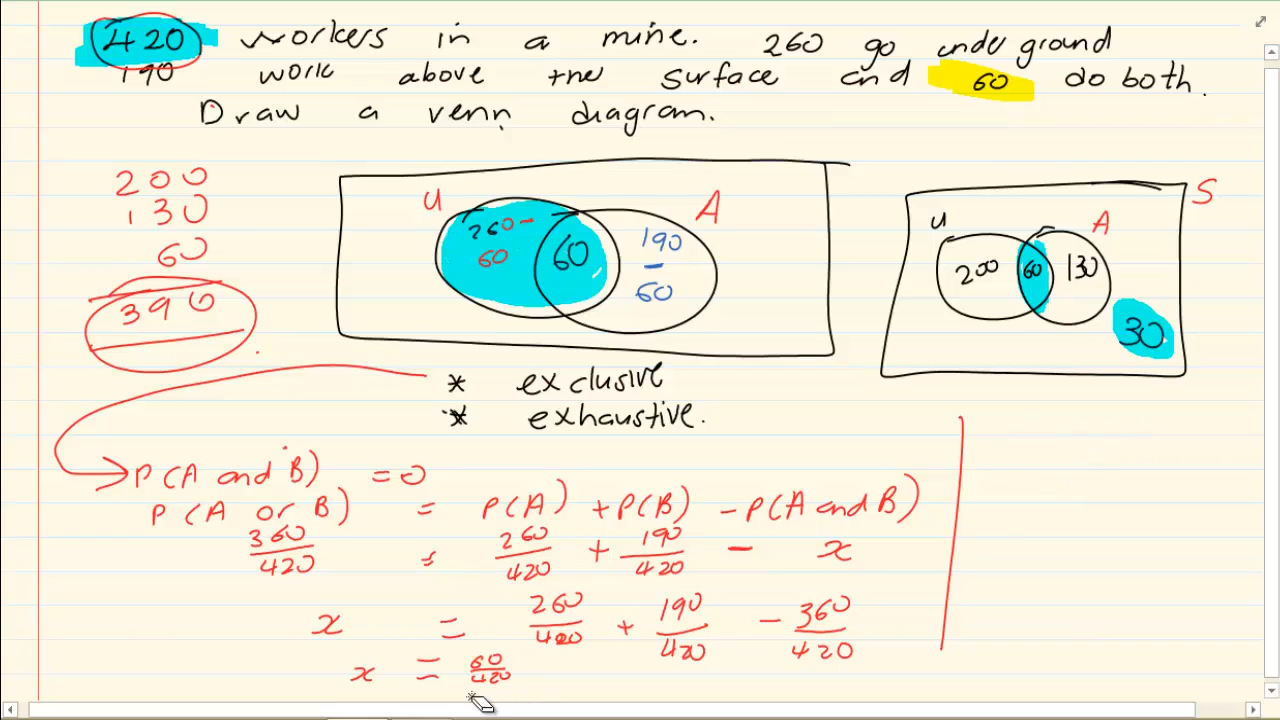 420 workers in a mine. 260 go under ground
190 work above the surface and 60 do both.
Draw a venn diagram.
200
130
60
390
U
A
260 -
60
60
190
-
60
S
U
A
200
60
130
30
* exclusive
* exhaustive.
P(A and B) = 0
P(A or B) = P(A) + P(B) - P(A and B)
360/420 = 260/420 + 190/420 - x
x = 260/420 + 190/420 - 360/420
x = 60/420